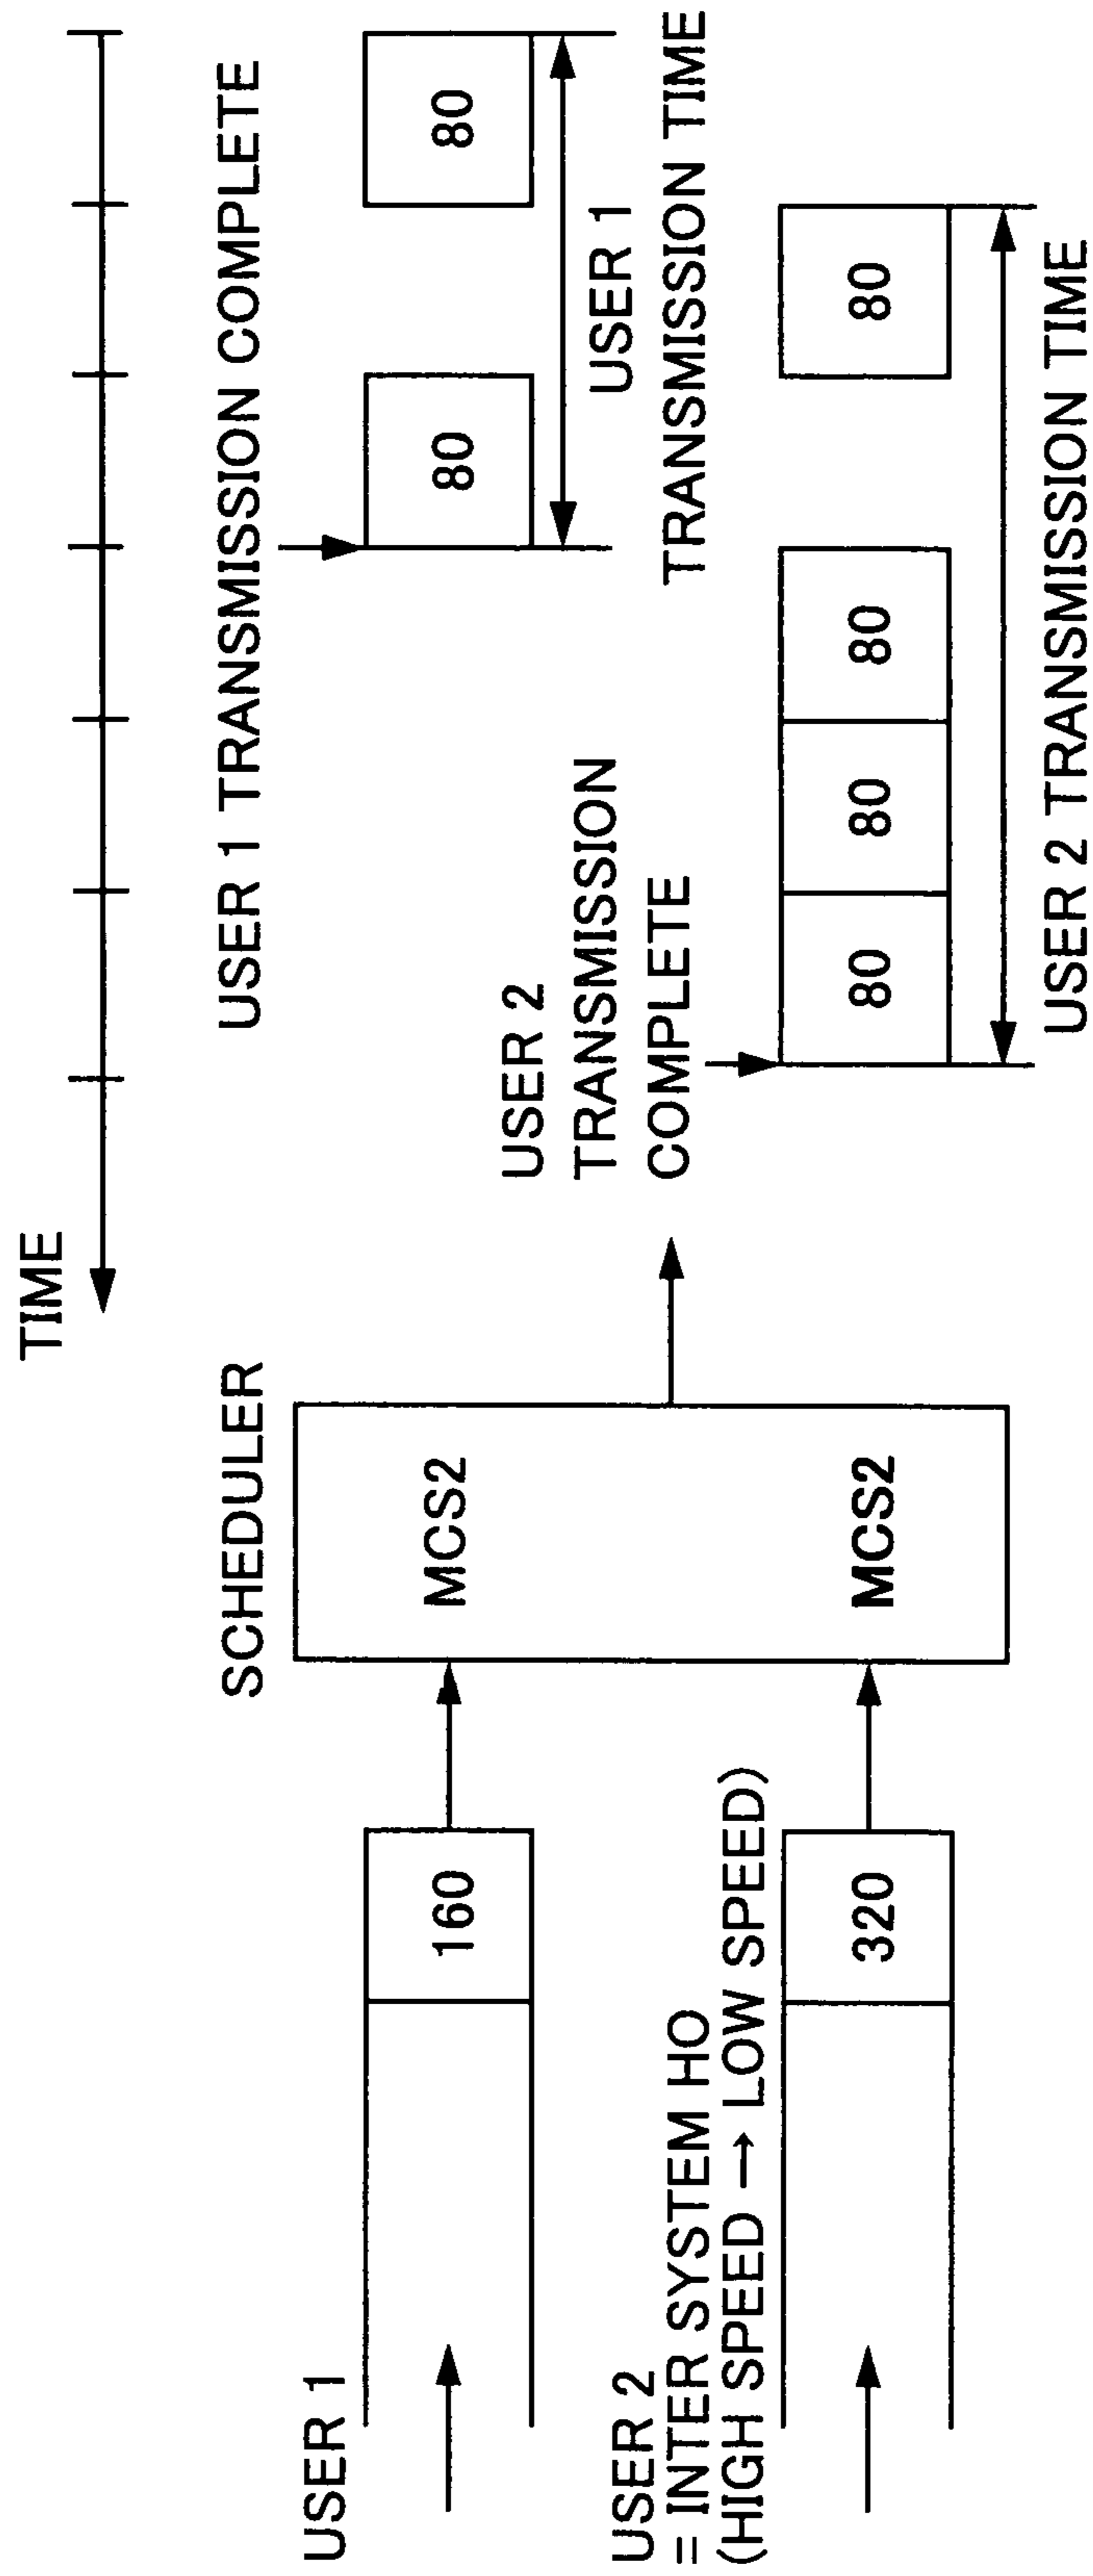 TIME
SCHEDULER
USER 1 TRANSMISSION COMPLETE
USER 1
160
MCS2
80
80
USER 1
TRANSMISSION TIME
USER 2
TRANSMISSION
COMPLETE
USER 2
= INTER SYSTEM HO
(HIGH SPEED → LOW SPEED)
320
MCS2
80
80
80
80
USER 2 TRANSMISSION TIME